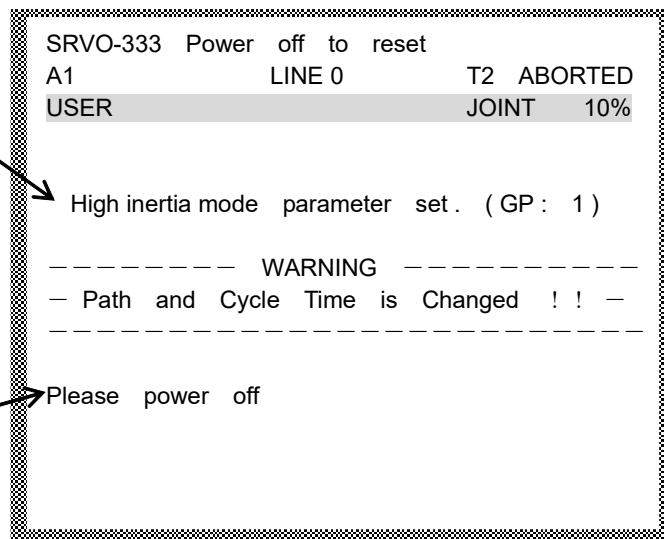 SRVO-333 Power off to reset
A1 LINE 0 T2 ABORTED
USER JOINT 10%
High inertia mode parameter set . ( GP : 1 )
－－－－－－－－ WARNING －－－－－－－－－－
－ Path and Cycle Time is Changed ！！ －
－－－－－－－－－－－－－－－－－－－－－－－－－
Please power off